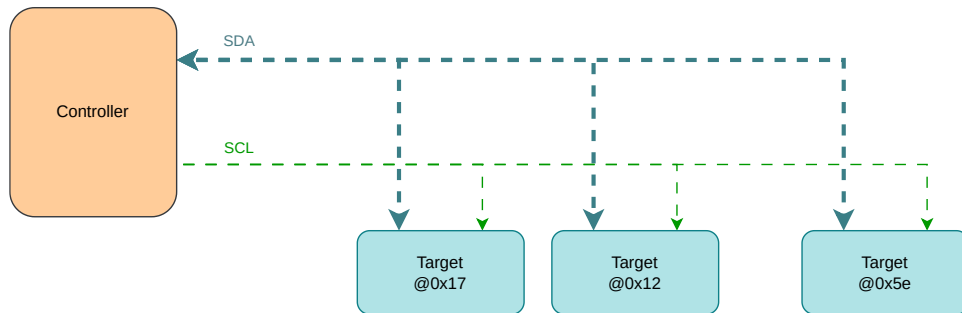 SDA
Controller
SCL
Target
@0x17
Target
@0x12
Target
@0x5e